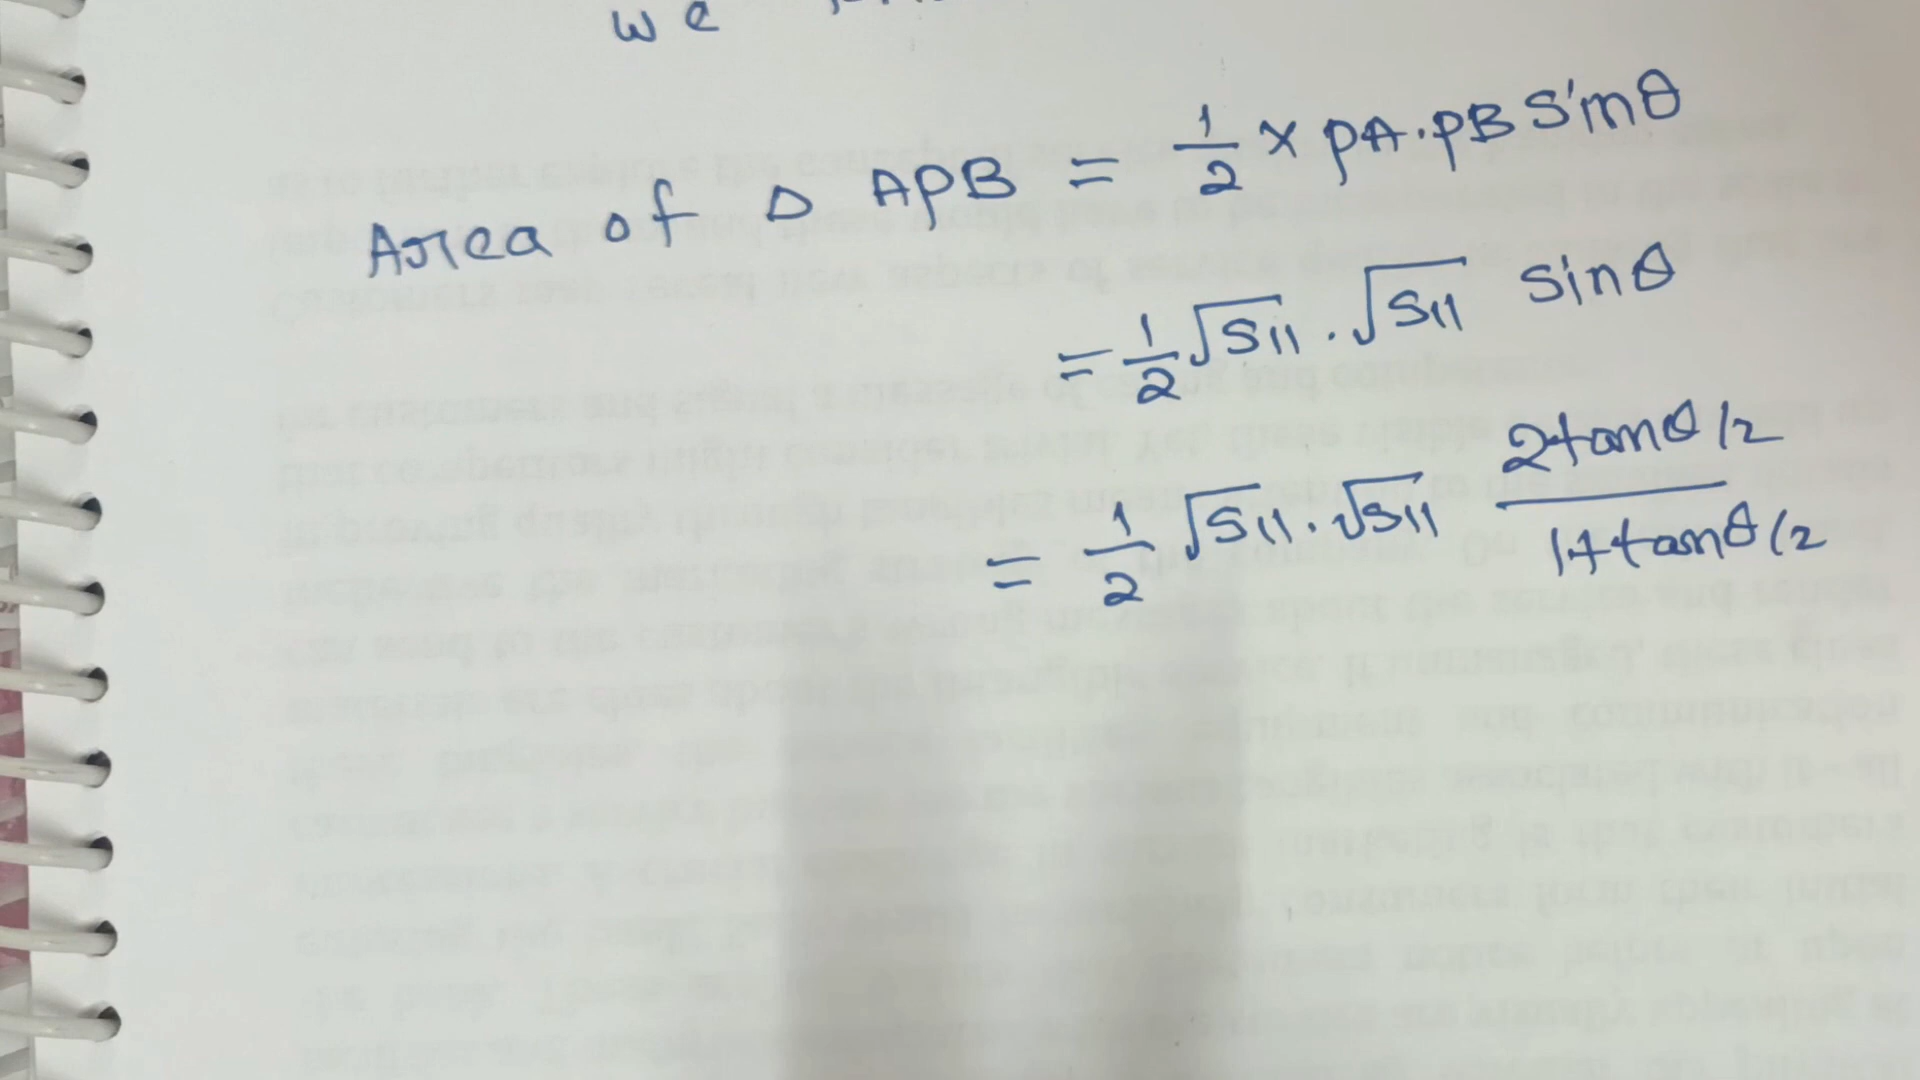 we
Area of Δ APB = 1/2 × PA.PB Sinθ
= 1/2 √S11 . √S11 sinθ
= 1/2 √S11 . √S11 2tanθ/2 / 1+tanθ/2